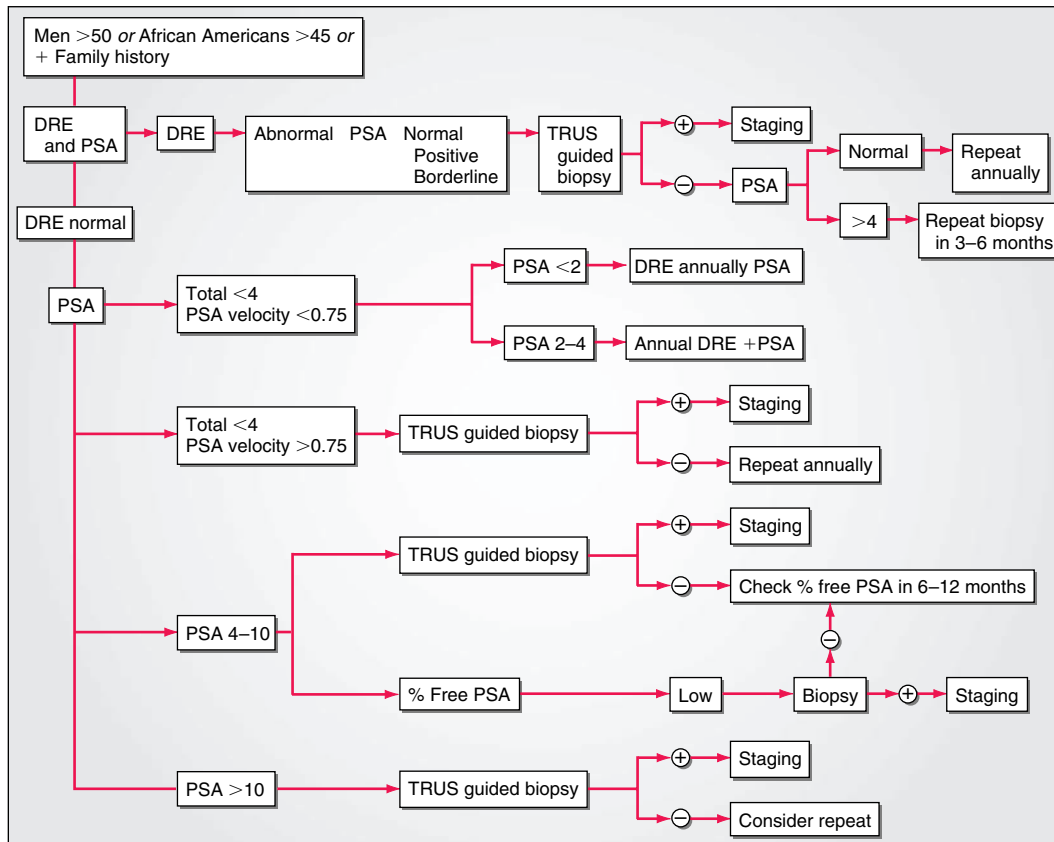 Men >50 or African Americans >45 or
+ Family history
DRE
and PSA
DRE
Abnormal PSA Normal
Positive
Borderline
TRUS
guided
biopsy
+
Staging
−
PSA
Normal
Repeat
annually
>4
Repeat biopsy
in 3–6 months
DRE normal
PSA
Total <4
PSA velocity <0.75
PSA <2
DRE annually PSA
PSA 2–4
Annual DRE +PSA
Total <4
PSA velocity >0.75
TRUS guided biopsy
+
Staging
−
Repeat annually
PSA 4–10
TRUS guided biopsy
+
Staging
−
Check % free PSA in 6–12 months
−
% Free PSA
Low
Biopsy
+
Staging
PSA >10
TRUS guided biopsy
+
Staging
−
Consider repeat